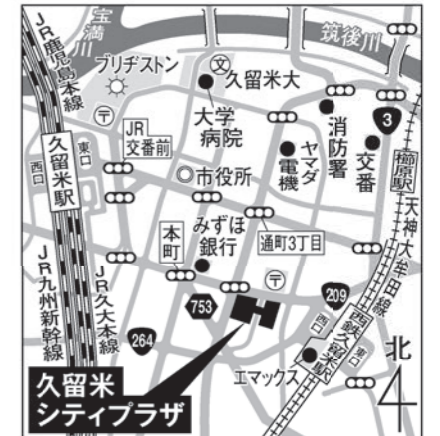 宝満川
筑後川
JR鹿児島本線
ブリヂストン
文
久留米大
大学
病院
〒
JR
交番前
久留米駅
西口
東口
市役所
ヤマダ
電機
消防署
交番
3
櫛原駅
天神大牟田線
みずほ
銀行
本町
通町3丁目
〒
753
209
264
JR九州新幹線
JR久大本線
西鉄久留米駅
西口
東口
エマックス
北
久留米
シティプラザ